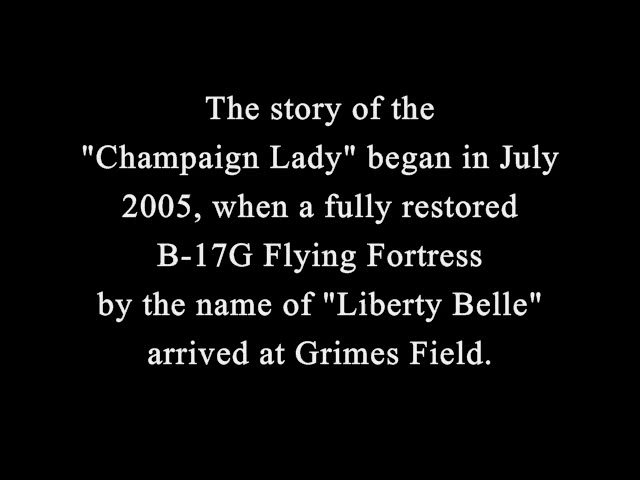 The story of the
"Champaign Lady" began in July
2005, when a fully restored
B-17G Flying Fortress
by the name of "Liberty Belle"
arrived at Grimes Field.